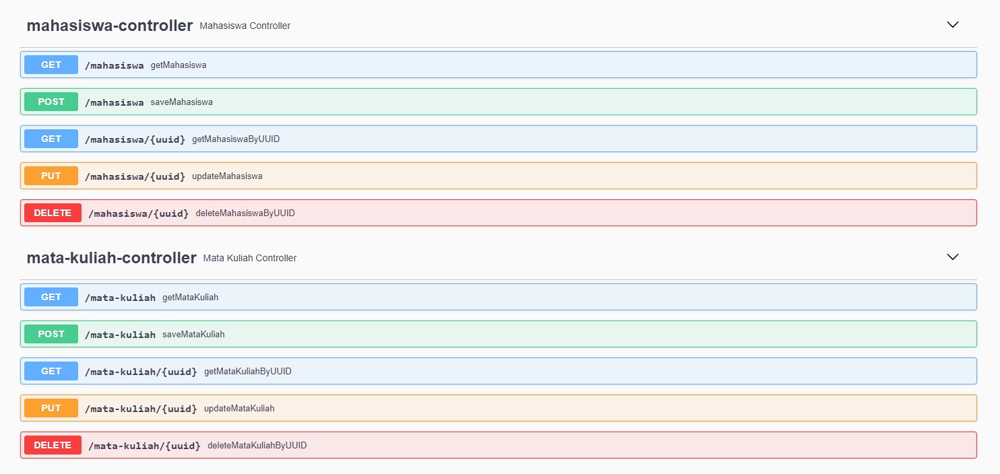 mahasiswa-controller Mahasiswa Controller
GET /mahasiswa getMahasiswa
POST /mahasiswa saveMahasiswa
GET /mahasiswa/{uuid} getMahasiswaByUUID
PUT /mahasiswa/{uuid} updateMahasiswa
DELETE /mahasiswa/{uuid} deleteMahasiswaByUUID
mata-kuliah-controller Mata Kuliah Controller
GET /mata-kuliah getMataKuliah
POST /mata-kuliah saveMataKuliah
GET /mata-kuliah/{uuid} getMataKuliahByUUID
PUT /mata-kuliah/{uuid} updateMataKuliah
DELETE /mata-kuliah/{uuid} deleteMataKuliahByUUID